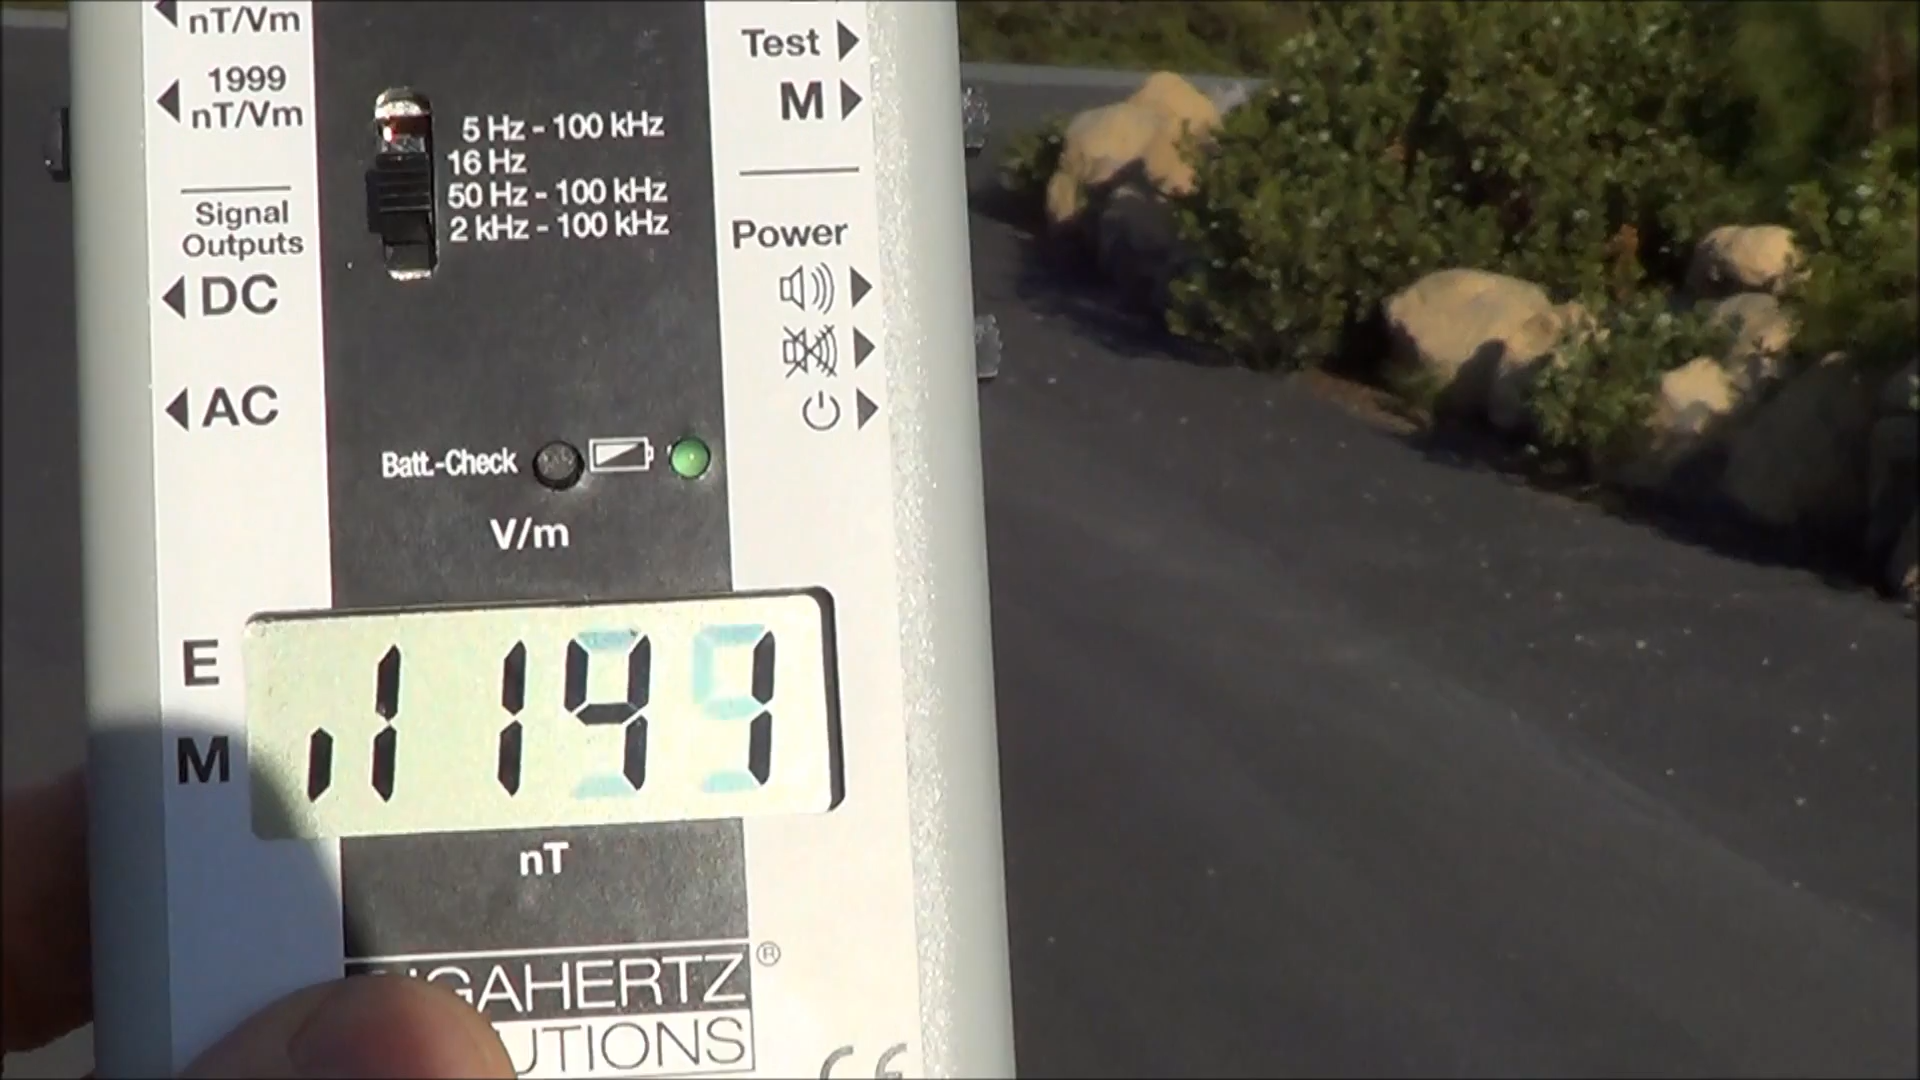 nT/Vm
1999
nT/Vm
Signal
Outputs
DC
AC
5 Hz - 100 kHz
16 Hz
50 Hz - 100 kHz
2 kHz - 100 kHz
Test
M
Power
Batt.-Check
V/m
E
M
nT
GAHERTZ®
UTIONS
CE